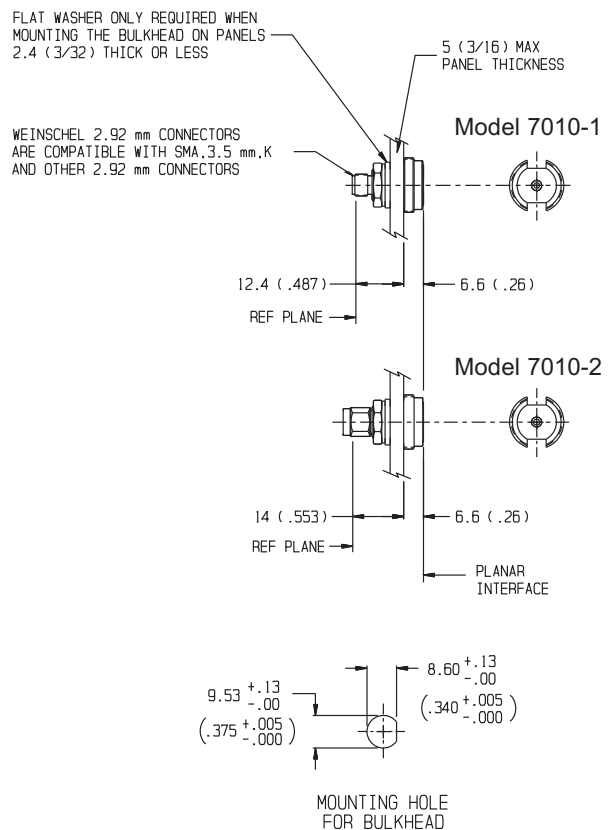 FLAT WASHER ONLY REQUIRED WHEN
MOUNTING THE BULKHEAD ON PANELS
2.4 (3/32) THICK OR LESS
5 (3/16) MAX
PANEL THICKNESS
Model 7010-1
WEINSCHEL 2.92 mm CONNECTORS
ARE COMPATIBLE WITH SMA,3.5 mm,K
AND OTHER 2.92 mm CONNECTORS
12.4 (.487)
6.6 (.26)
REF PLANE
Model 7010-2
14 (.553)
6.6 (.26)
REF PLANE
PLANAR
INTERFACE
8.60 +.13
-.00
(.340 +.005
-.000)
9.53 +.13
-.00
(.375 +.005
-.000)
MOUNTING HOLE
FOR BULKHEAD